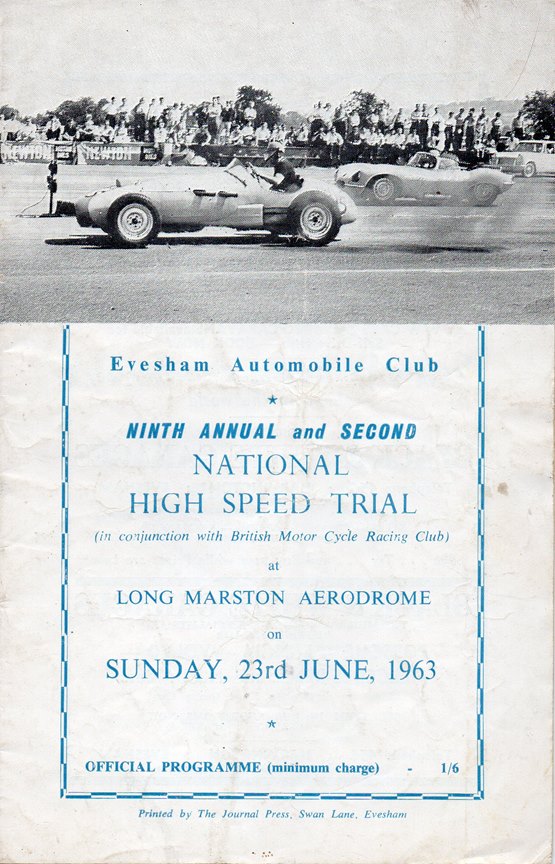 Evesham Automobile Club
★
NINTH ANNUAL and SECOND
NATIONAL
HIGH SPEED TRIAL
(in conjunction with British Motor Cycle Racing Club)
at
LONG MARSTON AERODROME
on
SUNDAY, 23rd JUNE, 1963
★
OFFICIAL PROGRAMME (minimum charge) - 1/6
Printed by The Journal Press, Swan Lane, Evesham